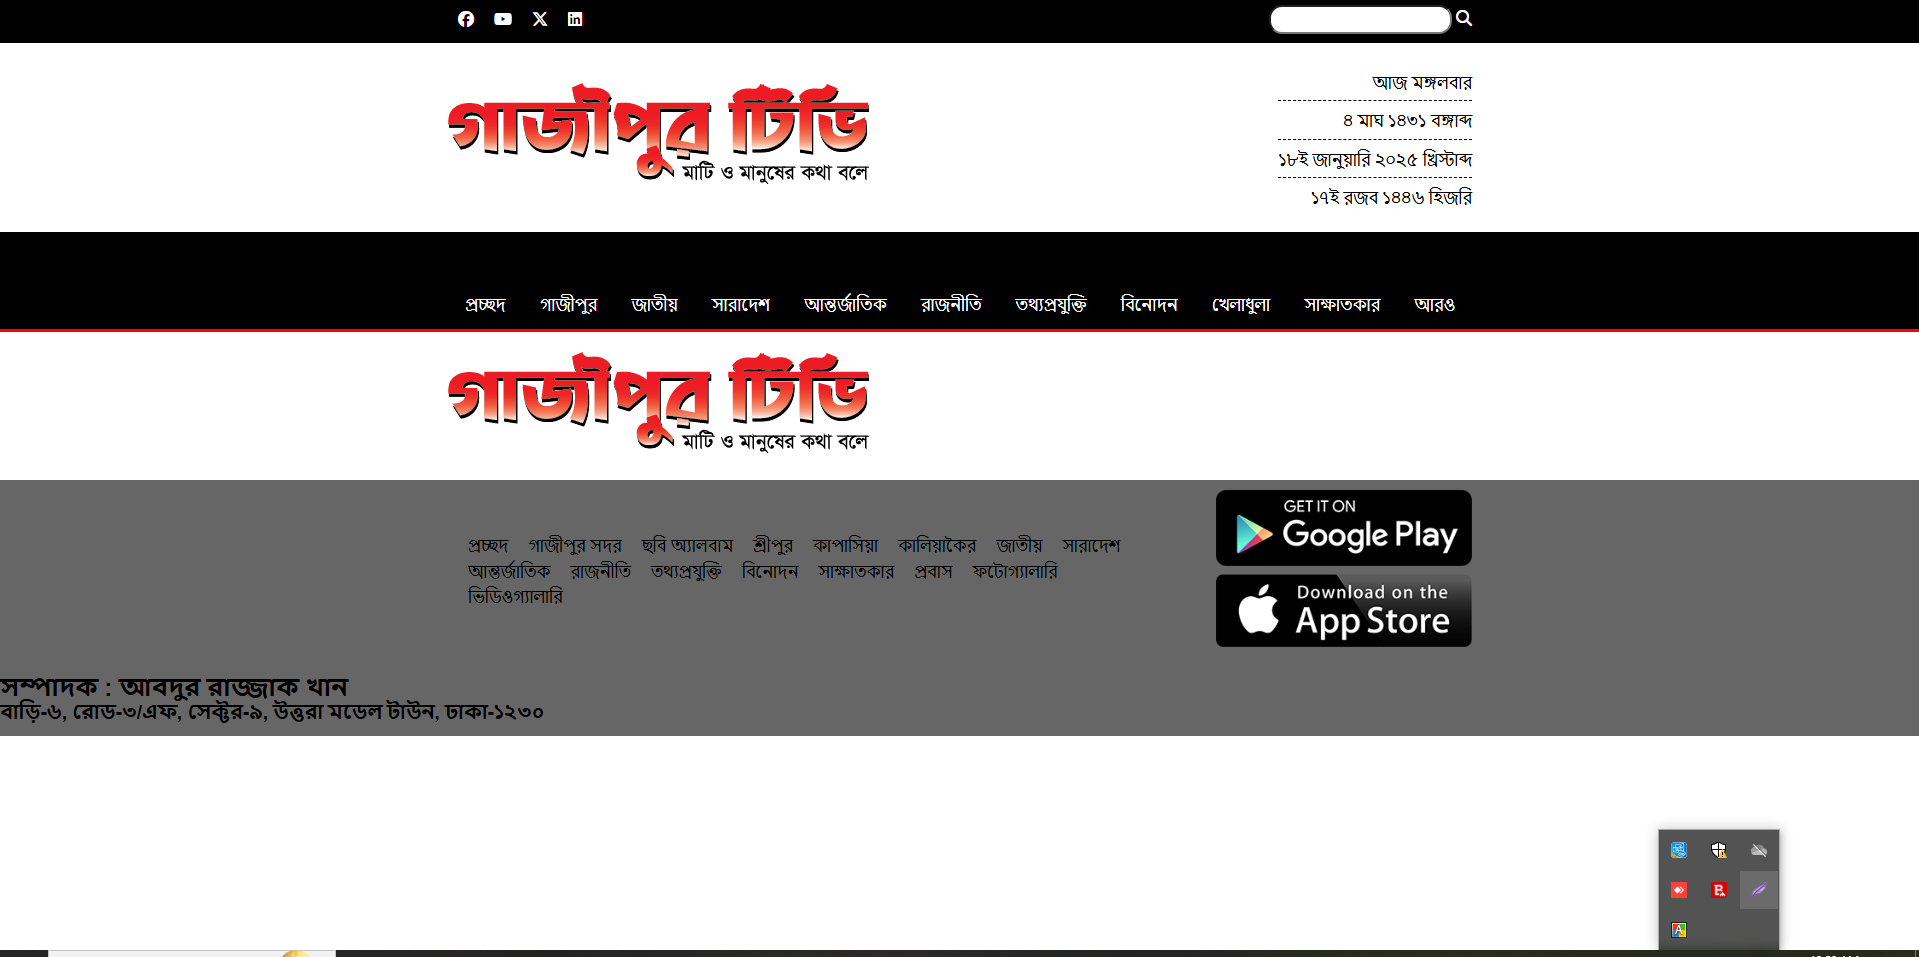 আজ মঙ্গলবার
গাজীপুর টিভি
মাটি ও মানুষের কথা বলে
৪ মাঘ ১৪৩১ বঙ্গাব্দ
১৮ই জানুয়ারি ২০২৫ খ্রিস্টাব্দ
১৭ই রজব ১৪৪৬ হিজরি
প্রচ্ছদ গাজীপুর জাতীয় সারাদেশ আন্তর্জাতিক রাজনীতি তথ্যপ্রযুক্তি বিনোদন খেলাধুলা সাক্ষাতকার আরও
গাজীপুর টিভি
মাটি ও মানুষের কথা বলে
প্রচ্ছদ গাজীপুর সদর ছবি অ্যালবাম শ্রীপুর কাপাসিয়া কালিয়াকৈর জাতীয় সারাদেশ
আন্তর্জাতিক রাজনীতি তথ্যপ্রযুক্তি বিনোদন সাক্ষাতকার প্রবাস ফটোগ্যালারি
ভিডিওগ্যালারি
GET IT ON
Google Play
Download on the
App Store
সম্পাদক : আবদুর রাজ্জাক খান
বাড়ি-৬, রোড-৩/এফ, সেক্টর-৯, উত্তরা মডেল টাউন, ঢাকা-১২৩০